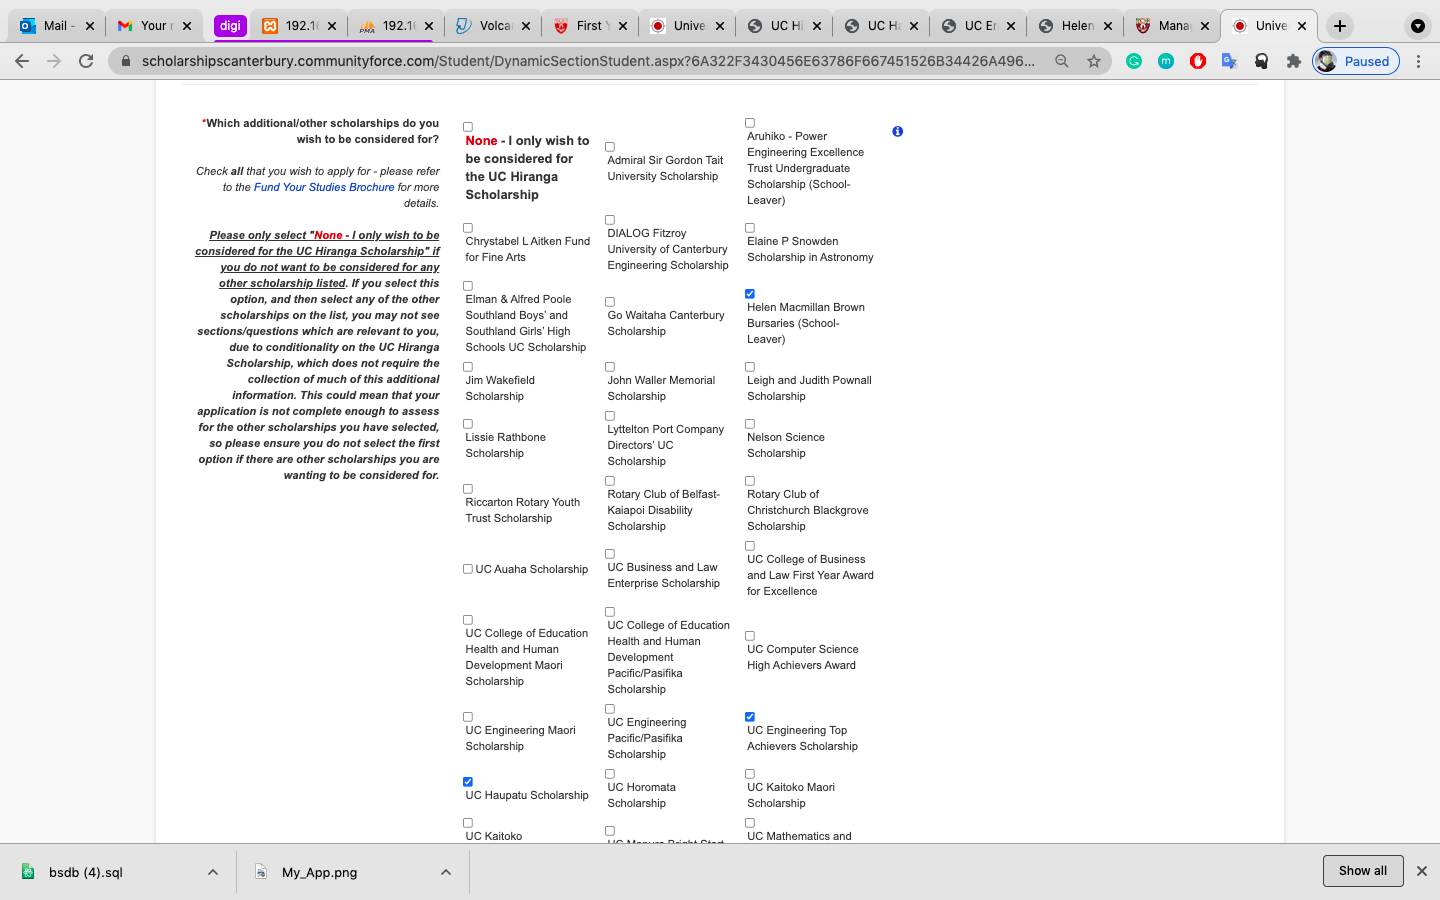 Mail -
Your r
digi
192.16
192.16
Volca
First Y
Unive
UC Hi
UC Ha
UC En
Helen
Mana
Unive
scholarshipscanterbury.communityforce.com/Student/DynamicSectionStudent.aspx?6A322F3430456E63786F667451526B34426A496...
Paused
*Which additional/other scholarships do you
wish to be considered for?
Check all that you wish to apply for - please refer
to the Fund Your Studies Brochure for more
details.
Please only select "None - I only wish to be
considered for the UC Hiranga Scholarship" if
you do not want to be considered for any
other scholarship listed. If you select this
option, and then select any of the other
scholarships on the list, you may not see
sections/questions which are relevant to you,
due to conditionality on the UC Hiranga
Scholarship, which does not require the
collection of much of this additional
information. This could mean that your
application is not complete enough to assess
for the other scholarships you have selected,
so please ensure you do not select the first
option if there are other scholarships you are
wanting to be considered for.
None - I only wish to
be considered for
the UC Hiranga
Scholarship
Admiral Sir Gordon Tait
University Scholarship
Aruhiko - Power
Engineering Excellence
Trust Undergraduate
Scholarship (School-
Leaver)
Chrystabel L Aitken Fund
for Fine Arts
DIALOG Fitzroy
University of Canterbury
Engineering Scholarship
Elaine P Snowden
Scholarship in Astronomy
Elman & Alfred Poole
Southland Boys' and
Southland Girls' High
Schools UC Scholarship
Go Waitaha Canterbury
Scholarship
Helen Macmillan Brown
Bursaries (School-
Leaver)
Jim Wakefield
Scholarship
John Waller Memorial
Scholarship
Leigh and Judith Pownall
Scholarship
Lissie Rathbone
Scholarship
Lyttelton Port Company
Directors' UC
Scholarship
Nelson Science
Scholarship
Riccarton Rotary Youth
Trust Scholarship
Rotary Club of Belfast-
Kaiapoi Disability
Scholarship
Rotary Club of
Christchurch Blackgrove
Scholarship
UC Auaha Scholarship
UC Business and Law
Enterprise Scholarship
UC College of Business
and Law First Year Award
for Excellence
UC College of Education
Health and Human
Development Maori
Scholarship
UC College of Education
Health and Human
Development
Pacific/Pasifika
Scholarship
UC Computer Science
High Achievers Award
UC Engineering Maori
Scholarship
UC Engineering
Pacific/Pasifika
Scholarship
UC Engineering Top
Achievers Scholarship
UC Haupatu Scholarship
UC Horomata
Scholarship
UC Kaitoko Maori
Scholarship
UC Kaitoko
UC Mathematics and
bsdb (4).sql
My_App.png
Show all